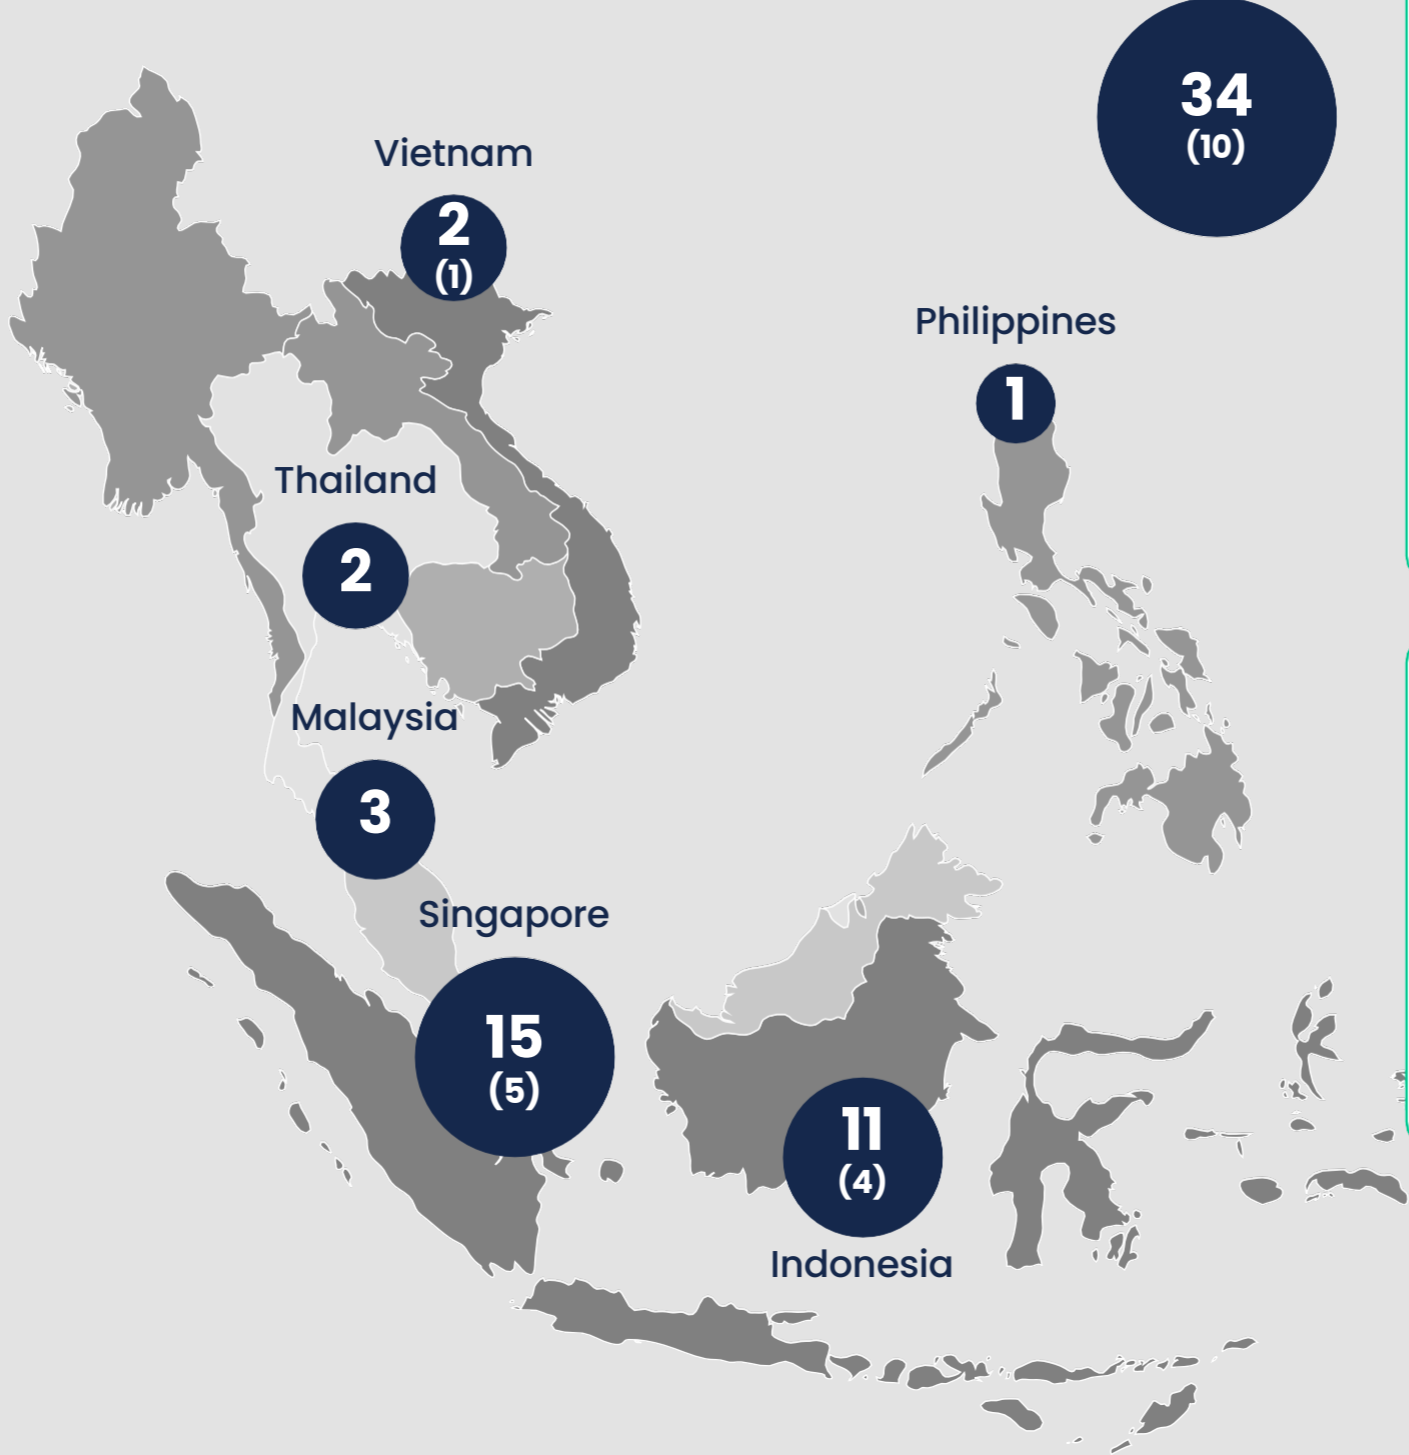 34
(10)
Vietnam
2
(1)
Philippines
1
Thailand
2
Malaysia
3
Singapore
15
(5)
11
(4)
Indonesia